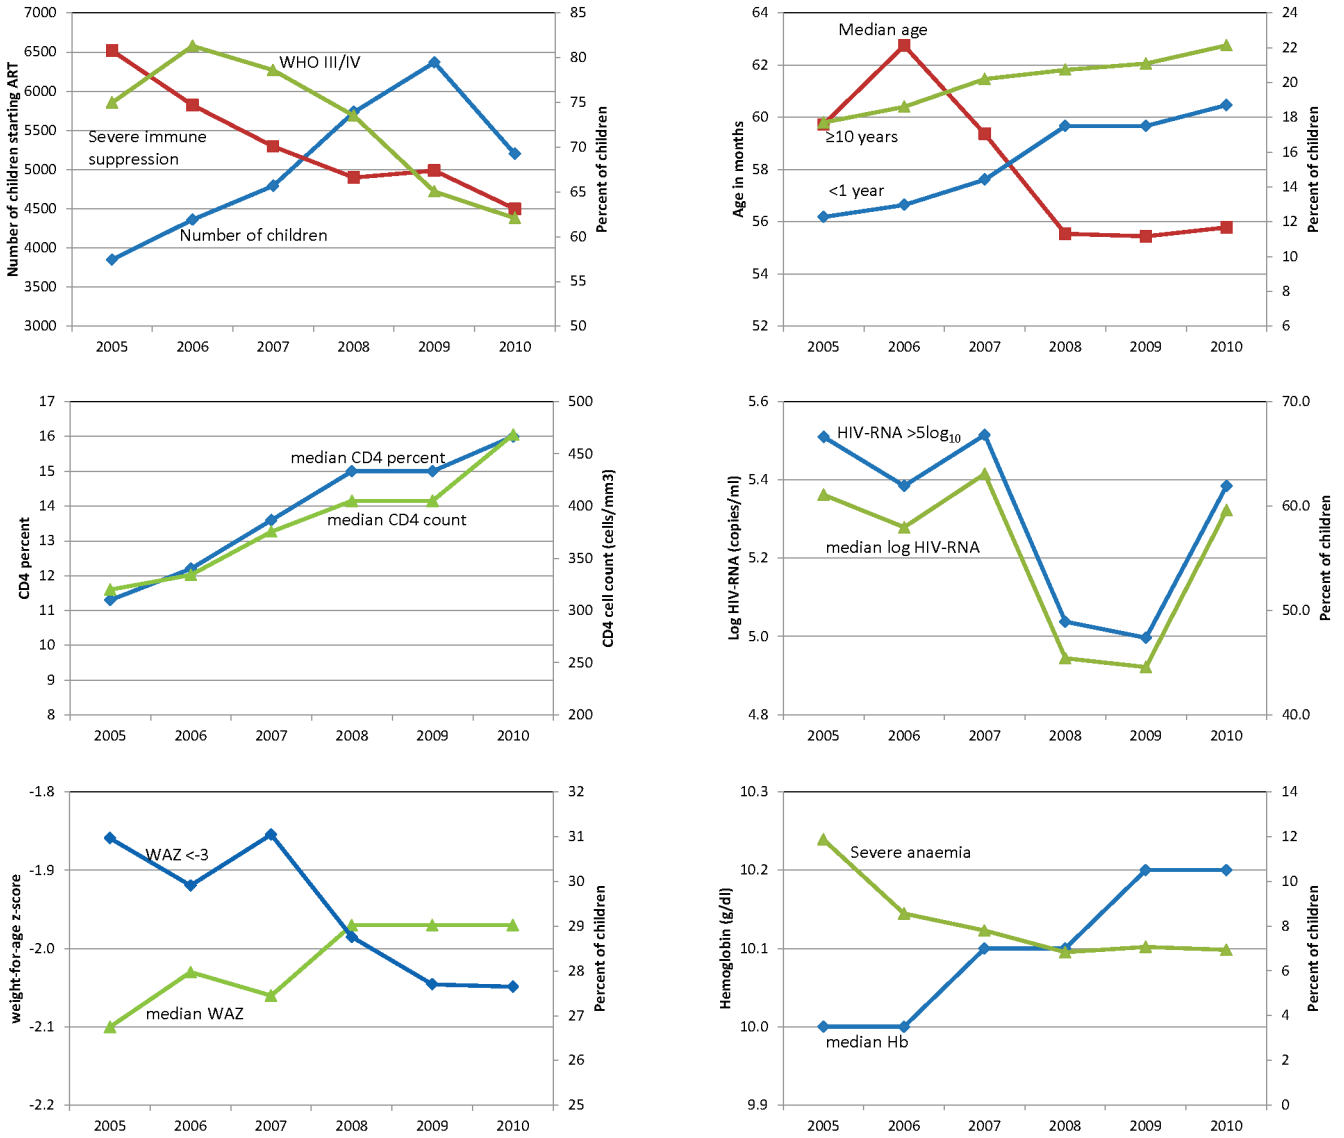 7000
6500
6000
5500
5000
4500
4000
3500
3000
Number of children starting ART
WHO III/IV
Severe immune
suppression
Number of children
85
80
75
70
65
60
55
50
Percent of children
2005 2006 2007 2008 2009 2010
64
62
60
58
56
54
52
Age in months
Median age
≥10 years
<1 year
24
22
20
18
16
14
12
10
8
6
Percent of children
2005 2006 2007 2008 2009 2010
17
16
15
14
13
12
11
10
9
8
CD4 percent
median CD4 percent
median CD4 count
500
450
400
350
300
250
200
CD4 cell count (cells/mm3)
2005 2006 2007 2008 2009 2010
5.6
5.4
5.2
5.0
4.8
Log HIV-RNA (copies/ml)
HIV-RNA >5log10
median log HIV-RNA
70.0
60.0
50.0
40.0
Percent of children
2005 2006 2007 2008 2009 2010
-1.8
-1.9
-2.0
-2.1
-2.2
weight-for-age z-score
WAZ <-3
median WAZ
32
31
30
29
28
27
26
25
Percent of children
2005 2006 2007 2008 2009 2010
10.3
10.2
10.1
10.0
9.9
Hemoglobin (g/dl)
Severe anaemia
median Hb
14
12
10
8
6
4
2
0
Percent of children
2005 2006 2007 2008 2009 2010